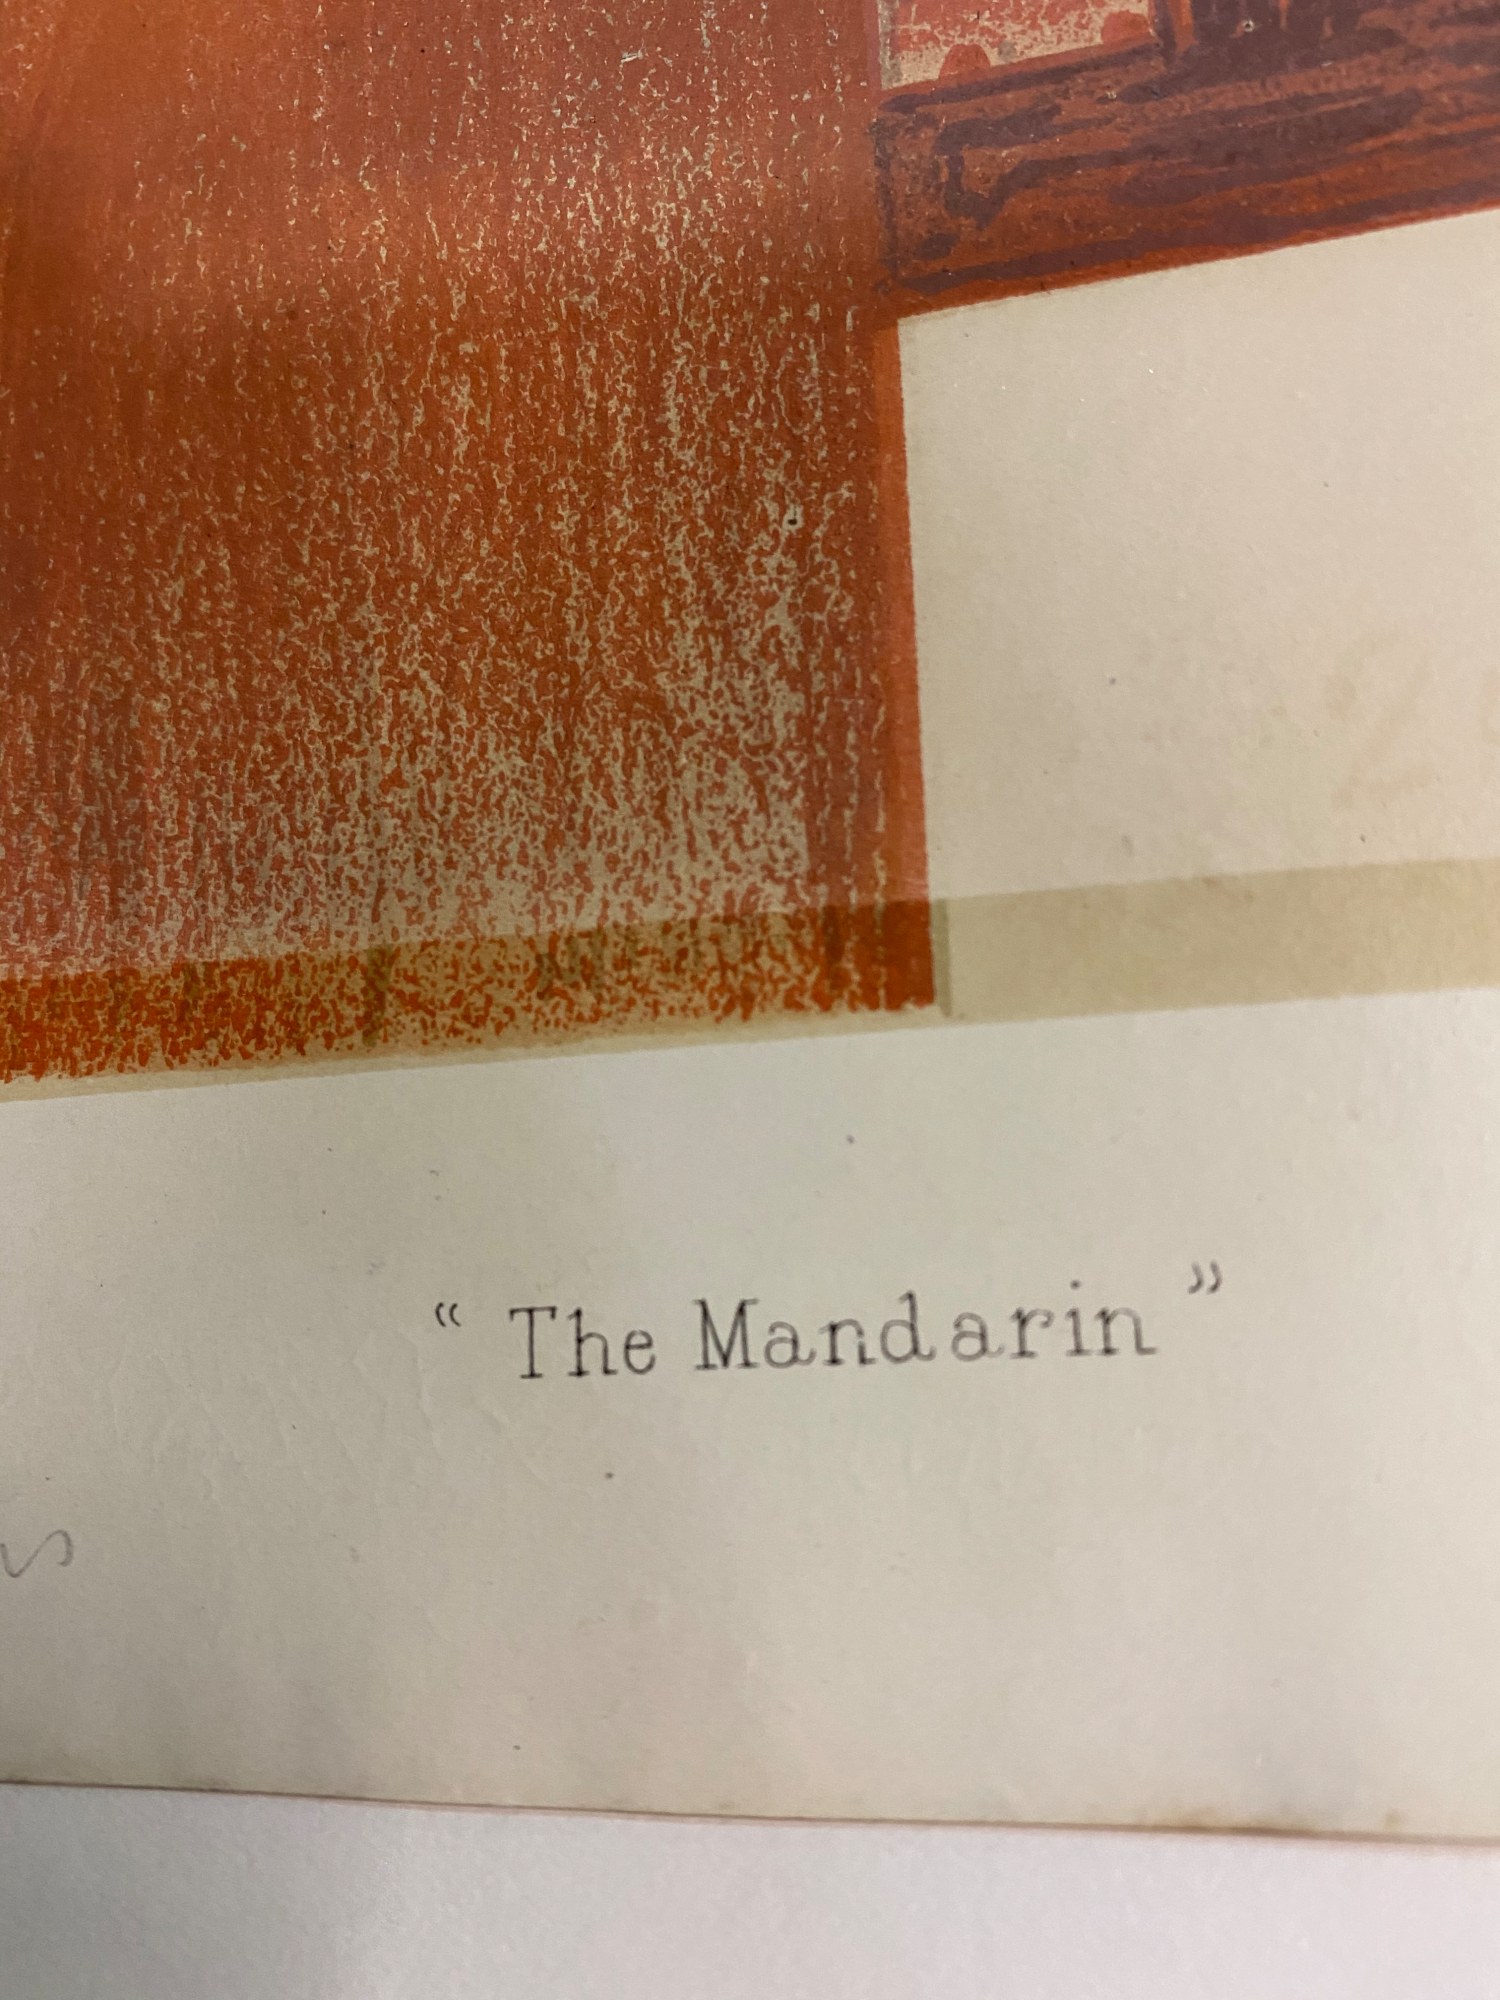 “ The Mandarin ”